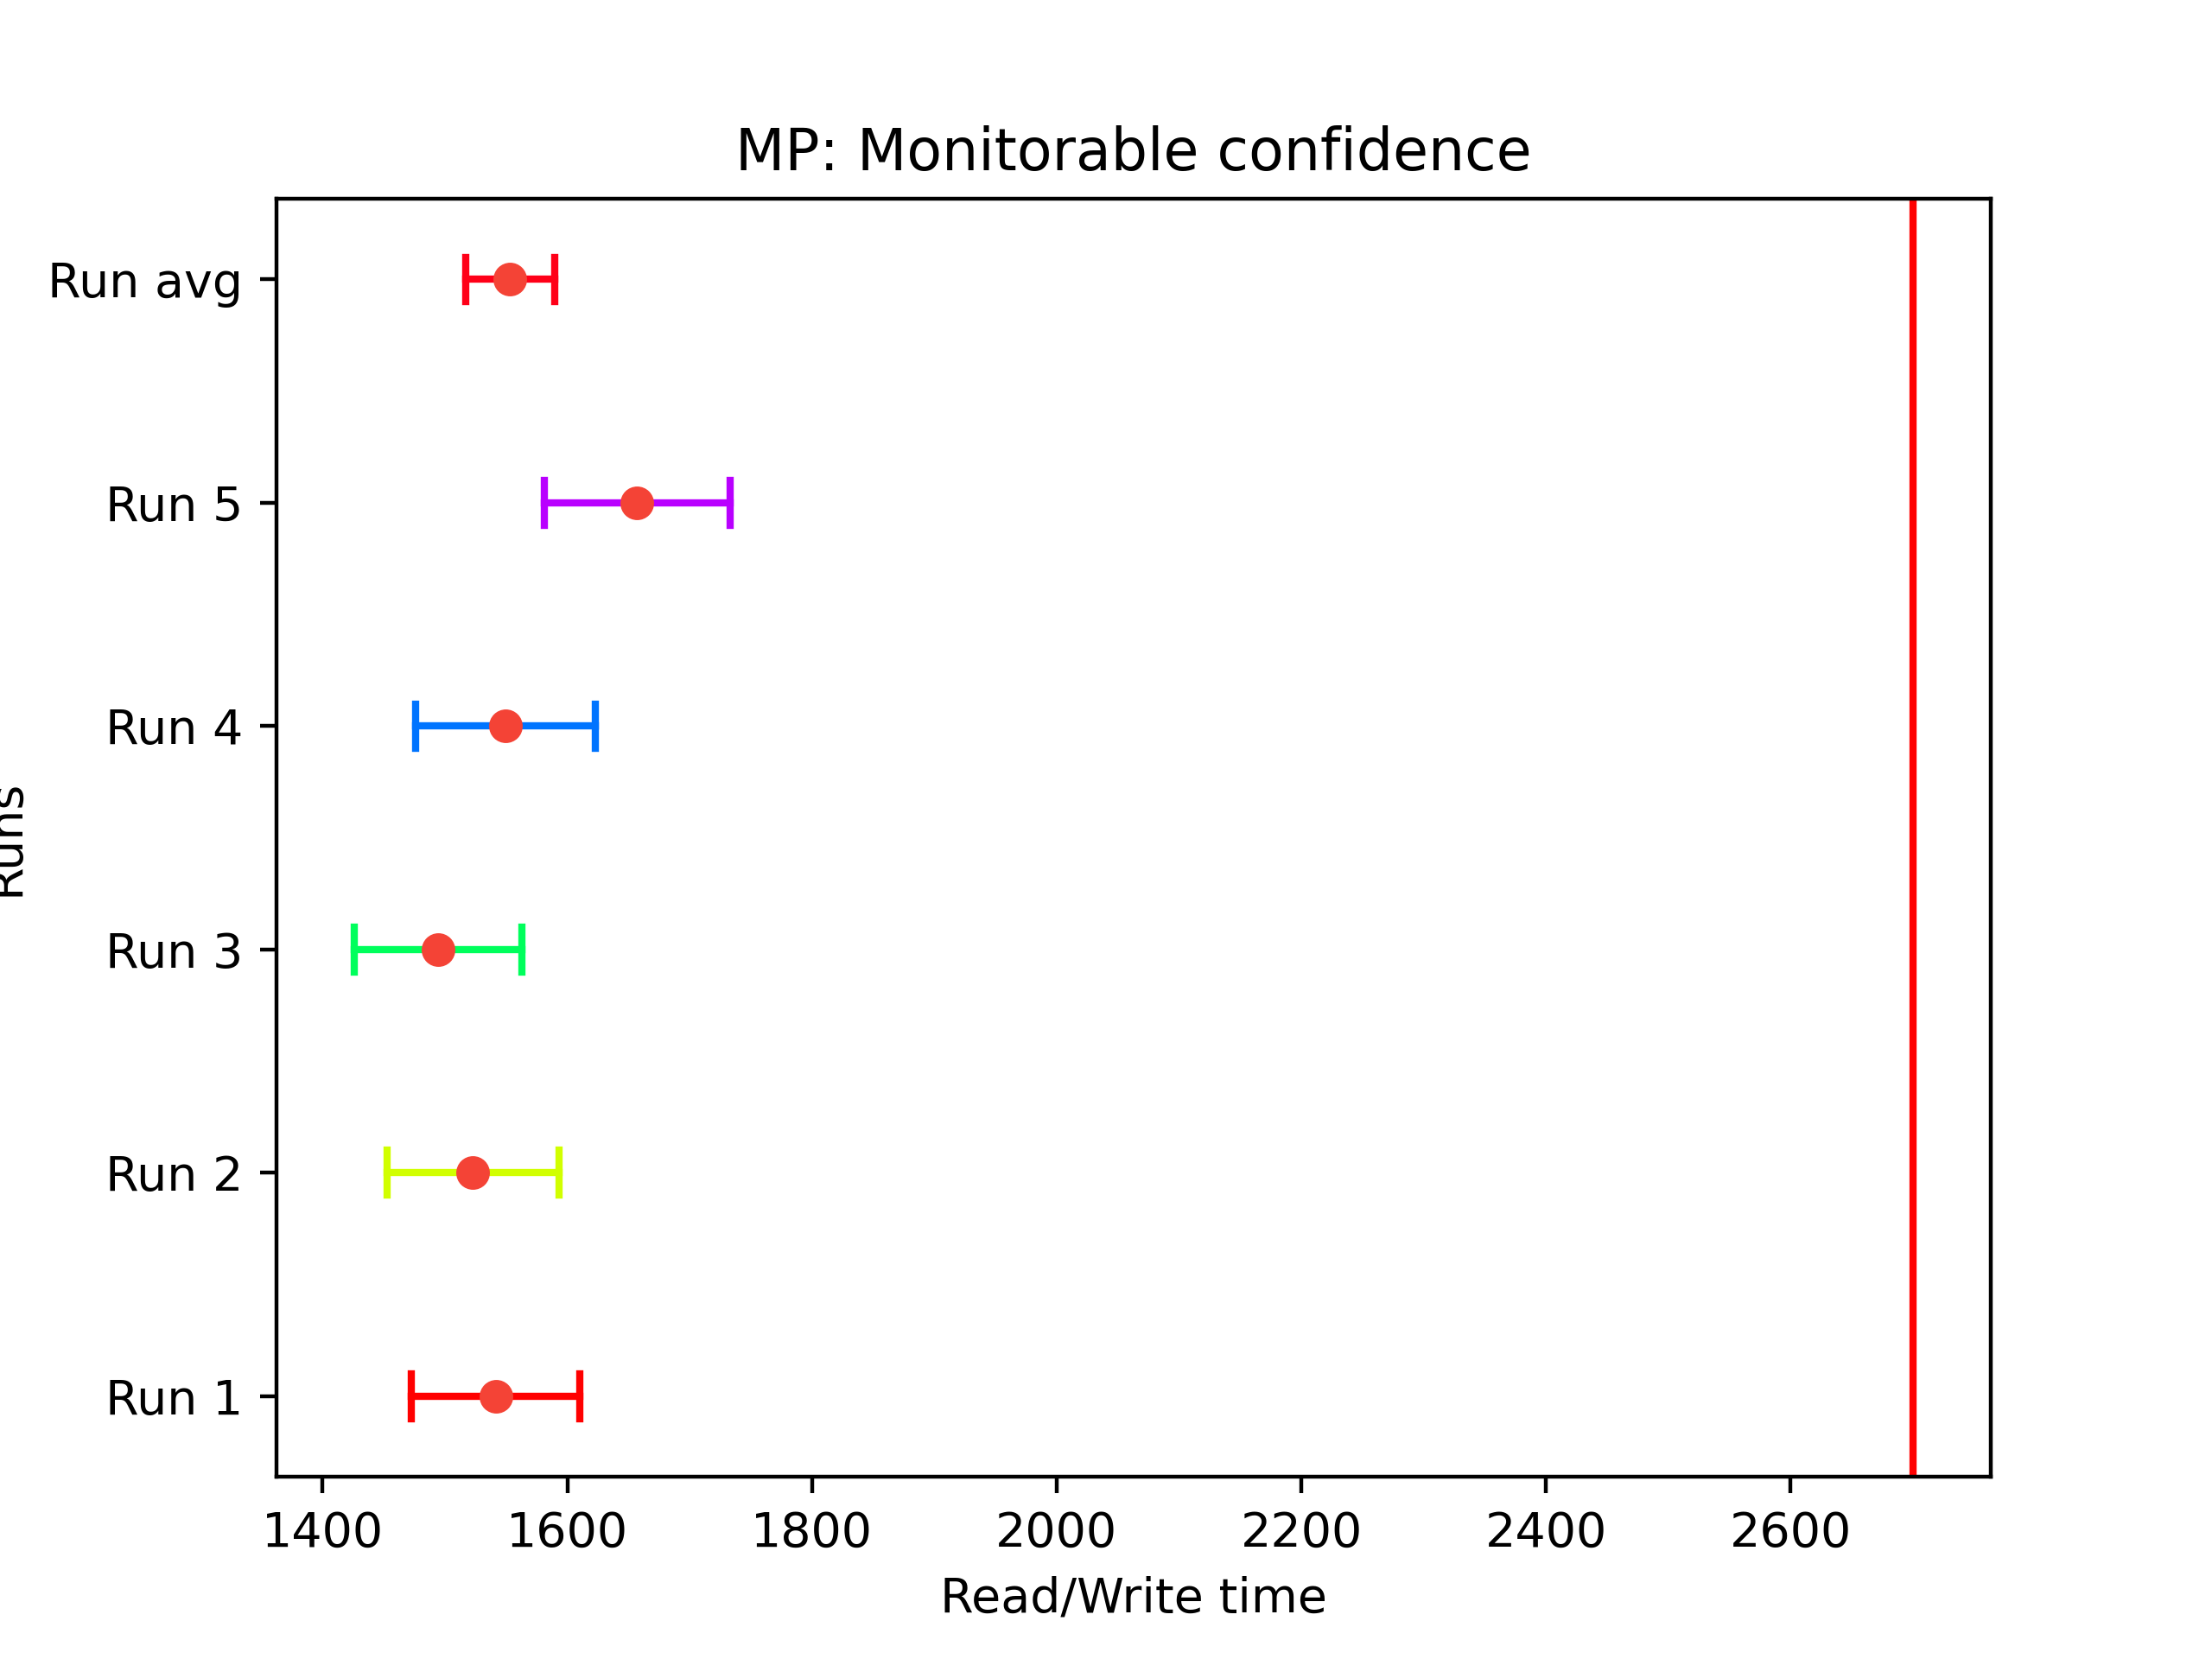 MP: Monitorable confidence
Run avg
Run 5
Run 4
Run 3
Run 2
Run 1
Runs
1400 1600 1800 2000 2200 2400 2600
Read/Write time